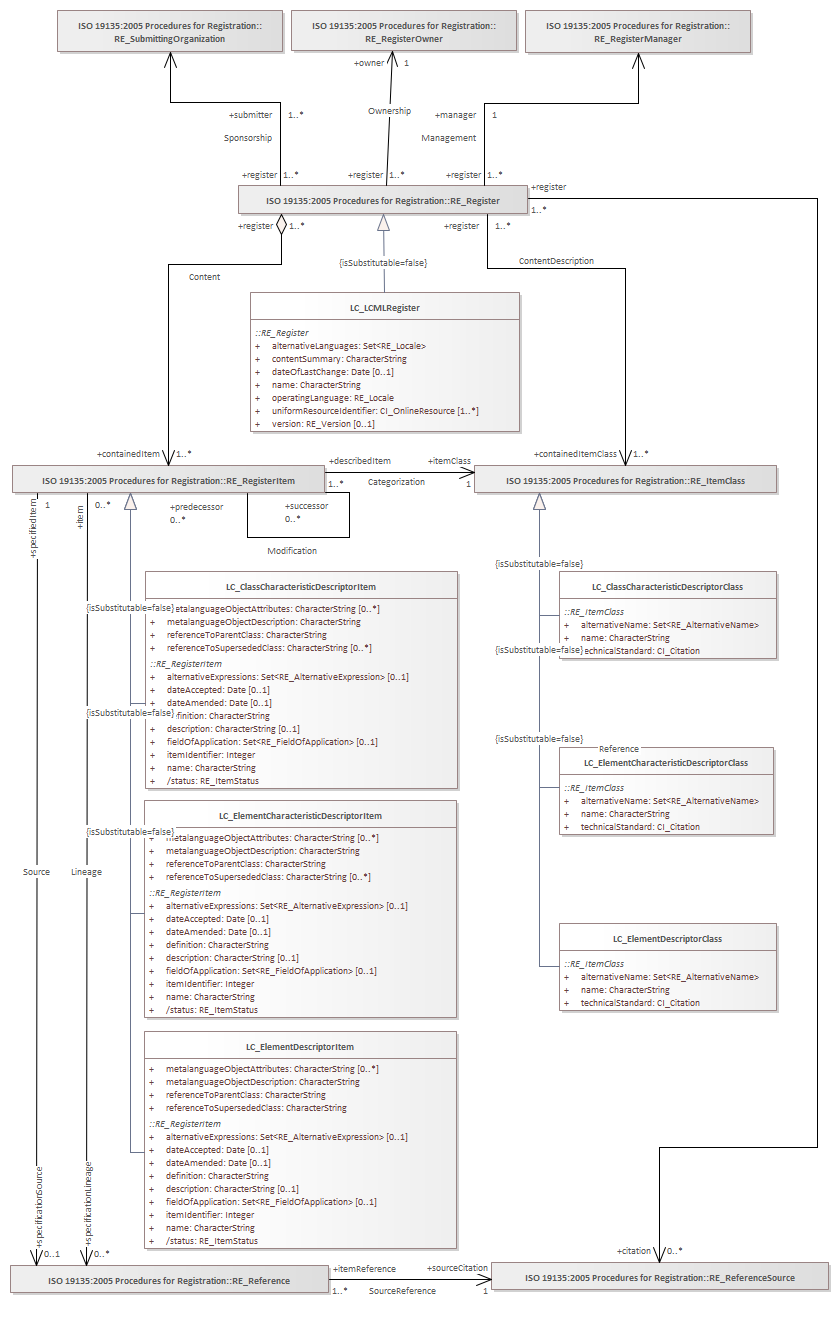 ISO 19135:2005 Procedures for Registration::
RE_SubmittingOrganization
ISO 19135:2005 Procedures for Registration::
RE_RegisterOwner
ISO 19135:2005 Procedures for Registration::
RE_RegisterManager
+owner 1
+submitter 1..*
Ownership
+manager 1
Sponsorship
Management
+register 1..*
+register 1..*
+register 1..*
+register
1..*
ISO 19135:2005 Procedures for Registration::RE_Register
+register 1..*
+register 1..*
{isSubstitutable=false}
ContentDescription
Content
LC_LCMLRegister
::RE_Register
+ alternativeLanguages: Set<RE_Locale>
+ contentSummary: CharacterString
+ dateOfLastChange: Date [0..1]
+ name: CharacterString
+ operatingLanguage: RE_Locale
+ uniformResourceIdentifier: CI_OnlineResource [1..*]
+ version: RE_Version [0..1]
+containedItem 1..*
+containedItemClass 1..*
+describedItem +itemClass
ISO 19135:2005 Procedures for Registration::RE_RegisterItem
1..* Categorization 1
ISO 19135:2005 Procedures for Registration::RE_ItemClass
+specifiedItem 1
+item 0..*
+predecessor
0..*
+successor
0..*
Modification
LC_ClassCharacteristicDescriptorItem
{isSubstitutable=false}
etalanguageObjectAttributes: CharacterString [0..*]
+ metalanguageObjectDescription: CharacterString
+ referenceToParentClass: CharacterString
+ referenceToSupersededClass: CharacterString [0..*]
::RE_RegisterItem
+ alternativeExpressions: Set<RE_AlternativeExpression> [0..1]
+ dateAccepted: Date [0..1]
+ dateAmended: Date [0..1]
{isSubstitutable=false}
efinition: CharacterString
+ description: CharacterString [0..1]
+ fieldOfApplication: Set<RE_FieldOfApplication> [0..1]
+ itemIdentifier: Integer
+ name: CharacterString
+ /status: RE_ItemStatus
{isSubstitutable=false}
LC_ClassCharacteristicDescriptorClass
::RE_ItemClass
+ alternativeName: Set<RE_AlternativeName>
+ name: CharacterString
{isSubstitutable=false}
echnicalStandard: CI_Citation
{isSubstitutable=false}
Reference
LC_ElementCharacteristicDescriptorClass
::RE_ItemClass
+ alternativeName: Set<RE_AlternativeName>
+ name: CharacterString
+ technicalStandard: CI_Citation
LC_ElementCharacteristicDescriptorItem
{isSubstitutable=false}
metalanguageObjectAttributes: CharacterString [0..*]
+ metalanguageObjectDescription: CharacterString
+ referenceToParentClass: CharacterString
+ referenceToSupersededClass: CharacterString [0..*]
::RE_RegisterItem
+ alternativeExpressions: Set<RE_AlternativeExpression> [0..1]
+ dateAccepted: Date [0..1]
+ dateAmended: Date [0..1]
+ definition: CharacterString
+ description: CharacterString [0..1]
+ fieldOfApplication: Set<RE_FieldOfApplication> [0..1]
+ itemIdentifier: Integer
+ name: CharacterString
+ /status: RE_ItemStatus
Source
Lineage
LC_ElementDescriptorClass
::RE_ItemClass
+ alternativeName: Set<RE_AlternativeName>
+ name: CharacterString
+ technicalStandard: CI_Citation
LC_ElementDescriptorItem
+ metalanguageObjectAttributes: CharacterString [0..*]
+ metalanguageObjectDescription: CharacterString
+ referenceToParentClass: CharacterString
+ referenceToSupersededClass: CharacterString
::RE_RegisterItem
+ alternativeExpressions: Set<RE_AlternativeExpression> [0..1]
+ dateAccepted: Date [0..1]
+ dateAmended: Date [0..1]
+ definition: CharacterString
+ description: CharacterString [0..1]
+ fieldOfApplication: Set<RE_FieldOfApplication> [0..1]
+ itemIdentifier: Integer
+ name: CharacterString
+ /status: RE_ItemStatus
+specificationSource
0..1
+specificationLineage
0..*
+citation 0..*
ISO 19135:2005 Procedures for Registration::RE_Reference
+itemReference +sourceCitation
1..* SourceReference 1
ISO 19135:2005 Procedures for Registration::RE_ReferenceSource